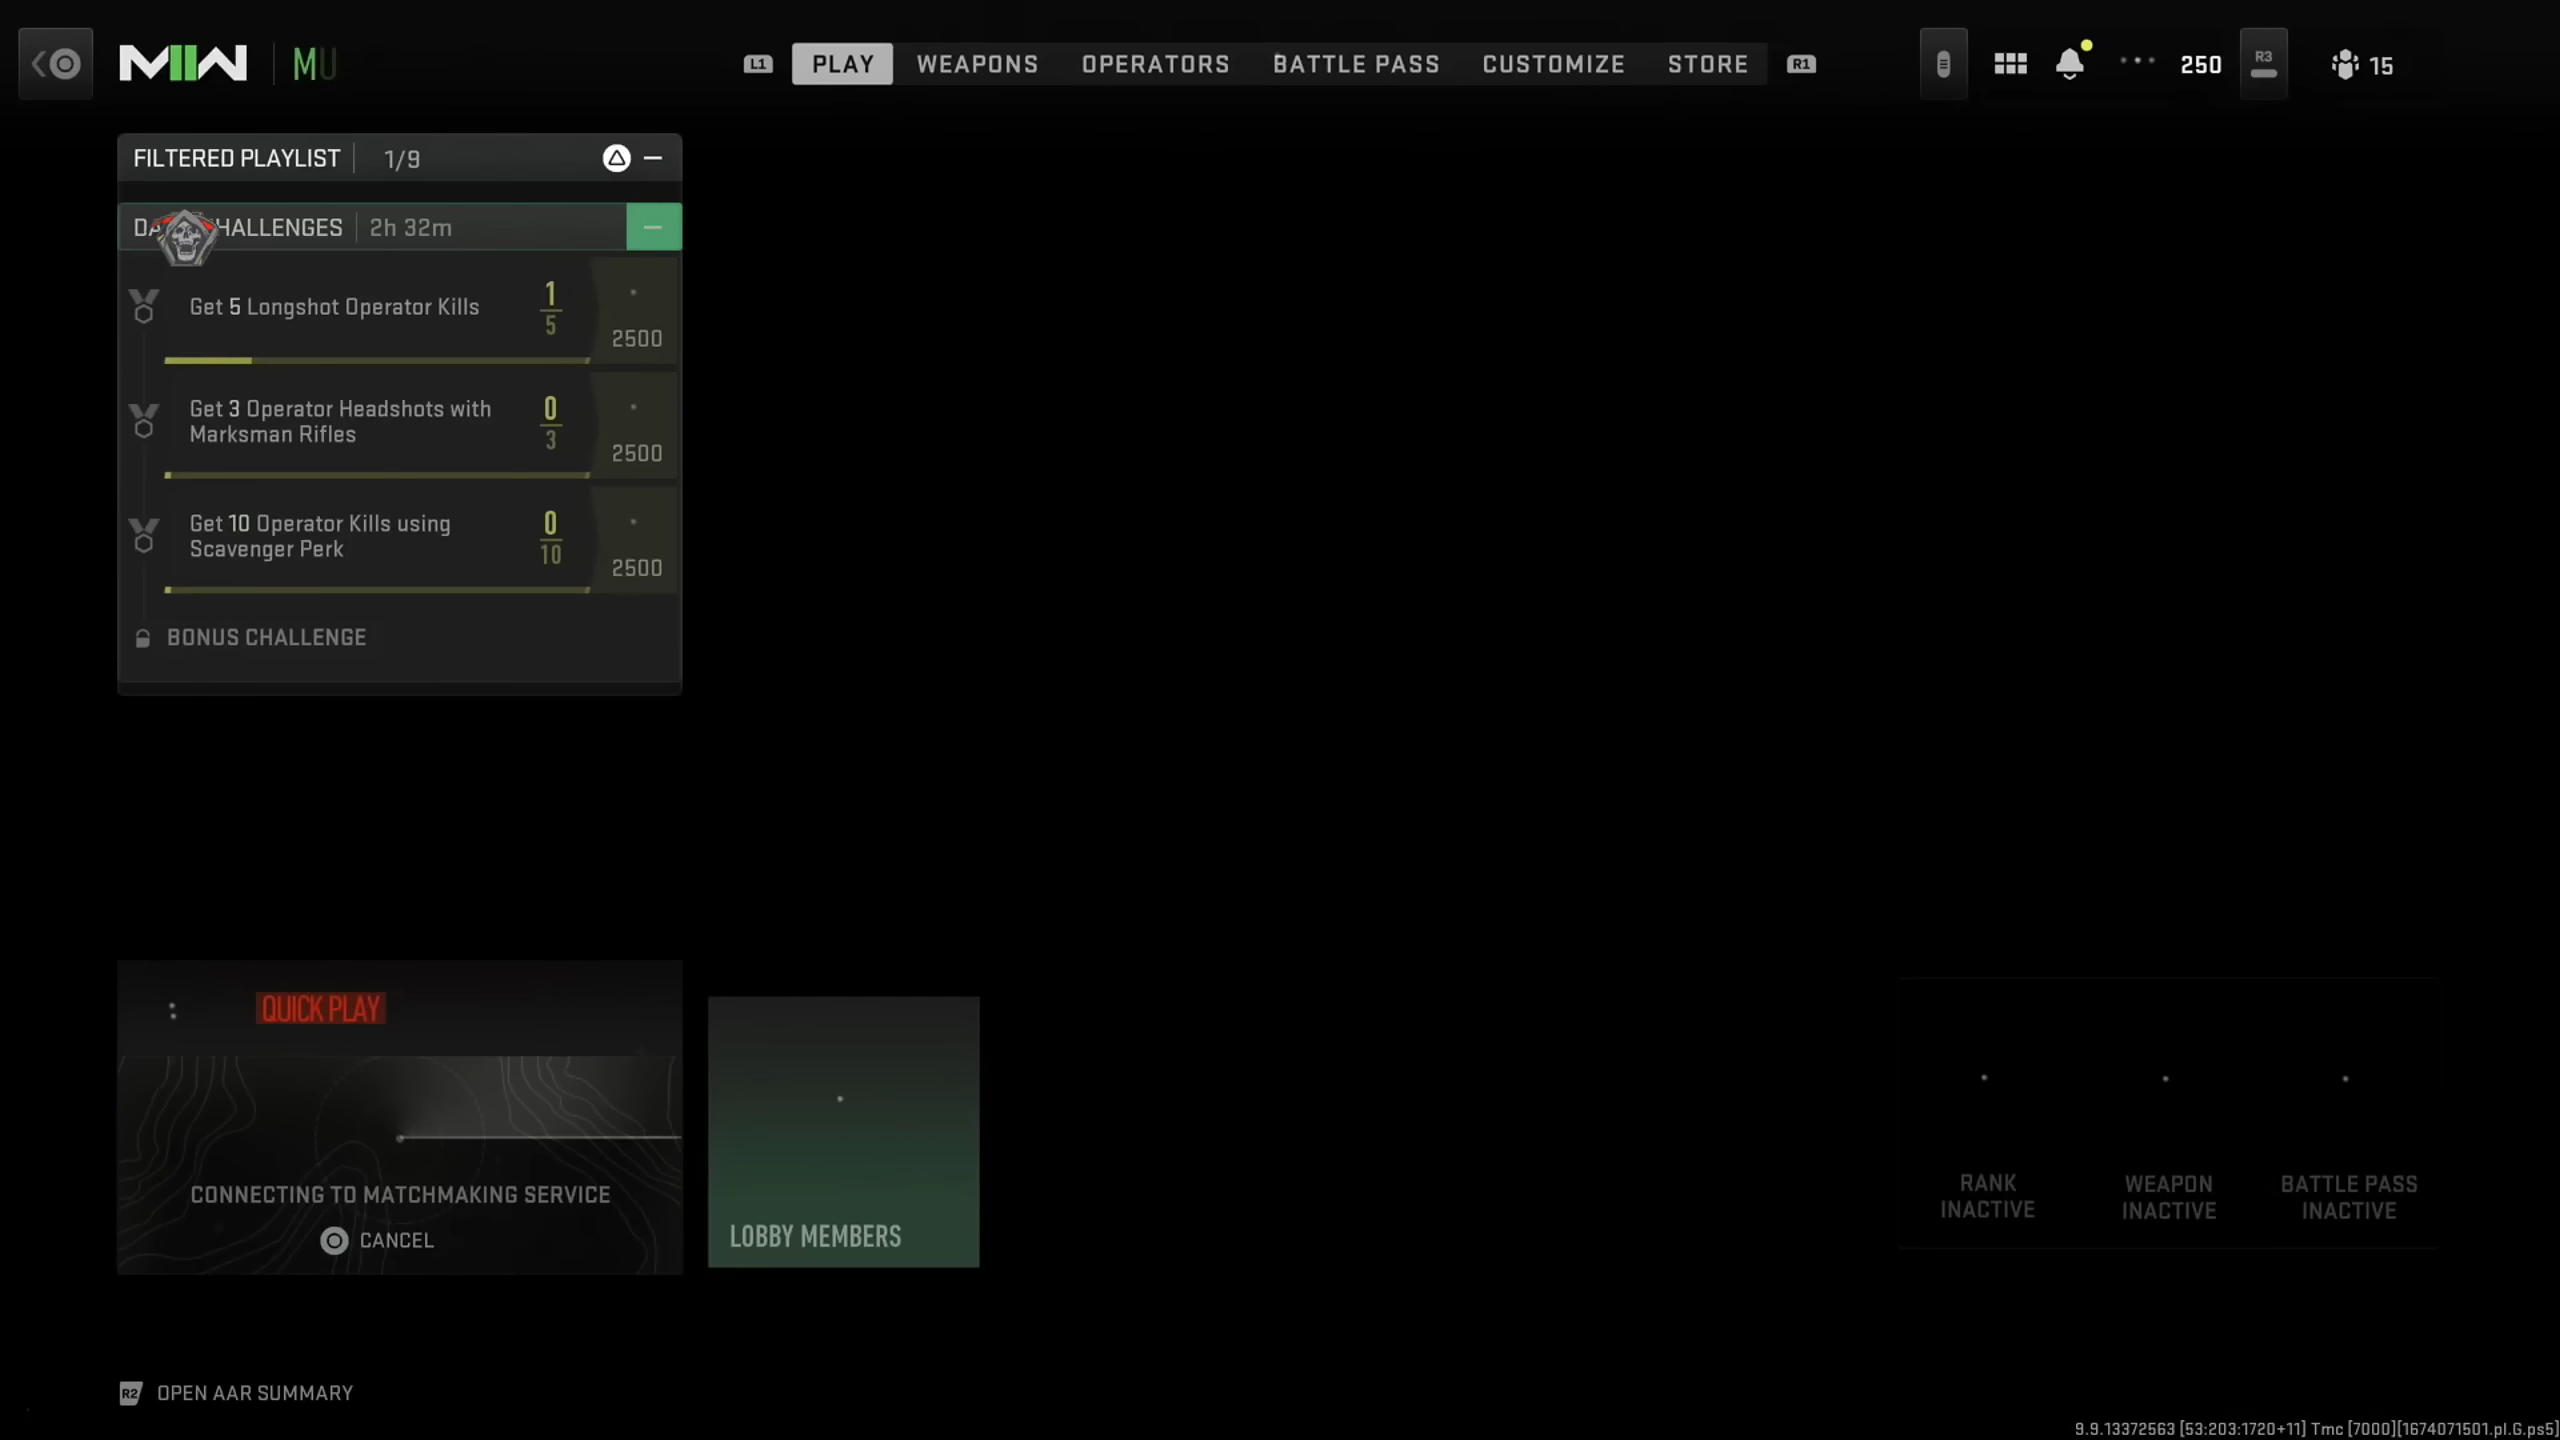 MWII
MU
L1
PLAY
WEAPONS
OPERATORS
BATTLE PASS
CUSTOMIZE
STORE
R1
250
R3
15
FILTERED PLAYLIST
1/9
HALLENGES
2h 32m
Get 5 Longshot Operator Kills
1
5
2500
Get 3 Operator Headshots with
Marksman Rifles
0
3
2500
Get 10 Operator Kills using
Scavenger Perk
0
10
2500
BONUS CHALLENGE
QUICK PLAY
CONNECTING TO MATCHMAKING SERVICE
CANCEL
LOBBY MEMBERS
RANK
INACTIVE
WEAPON
INACTIVE
BATTLE PASS
INACTIVE
R2
OPEN AAR SUMMARY
9.9.13372563 [53:203:1720+11] Tmc [7000][1674071501.pl.G.ps5]